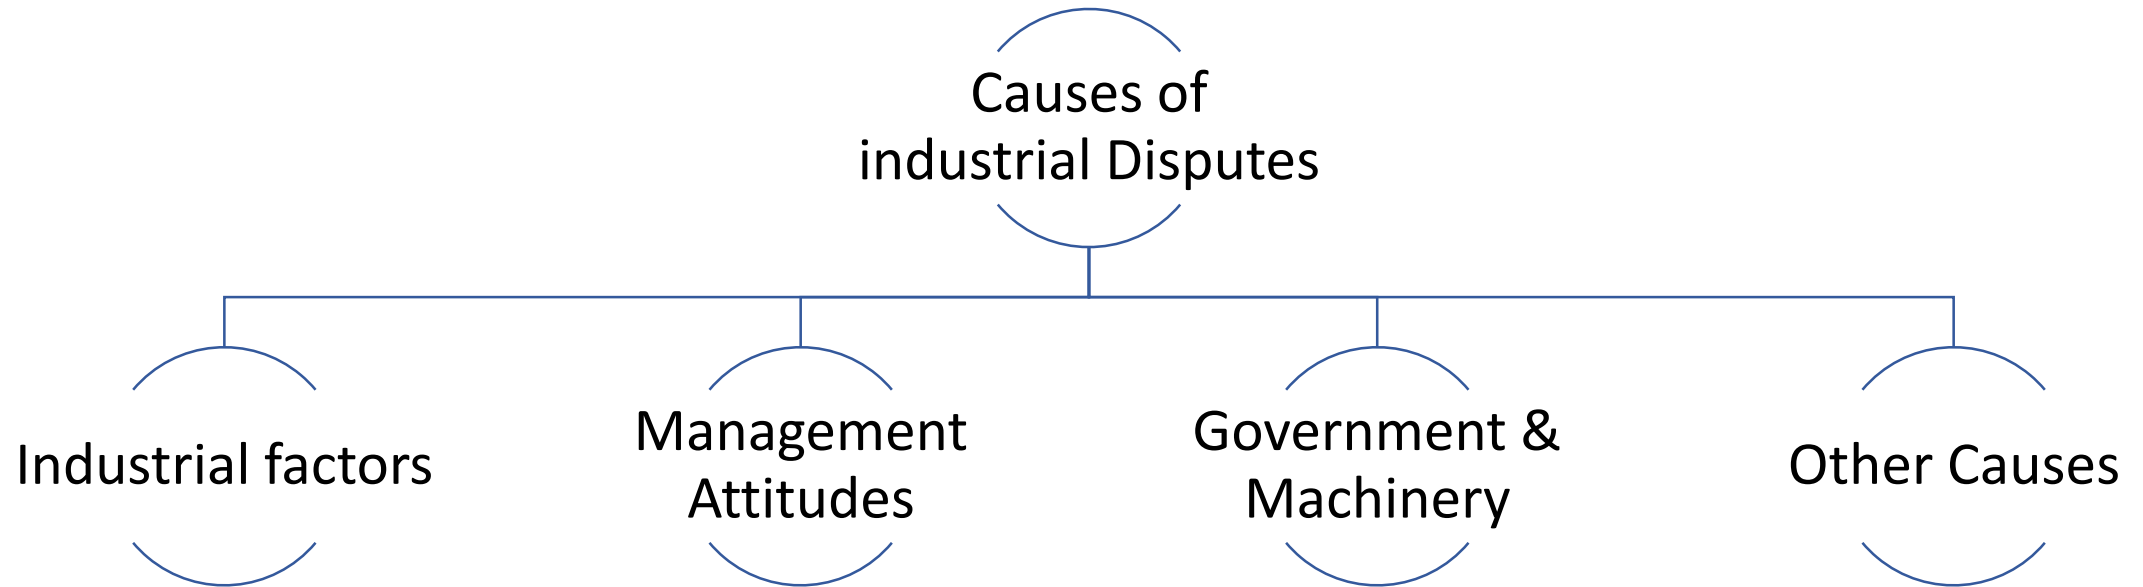 Causes of
industrial Disputes
Industrial factors
Management
Attitudes
Government &
Machinery
Other Causes